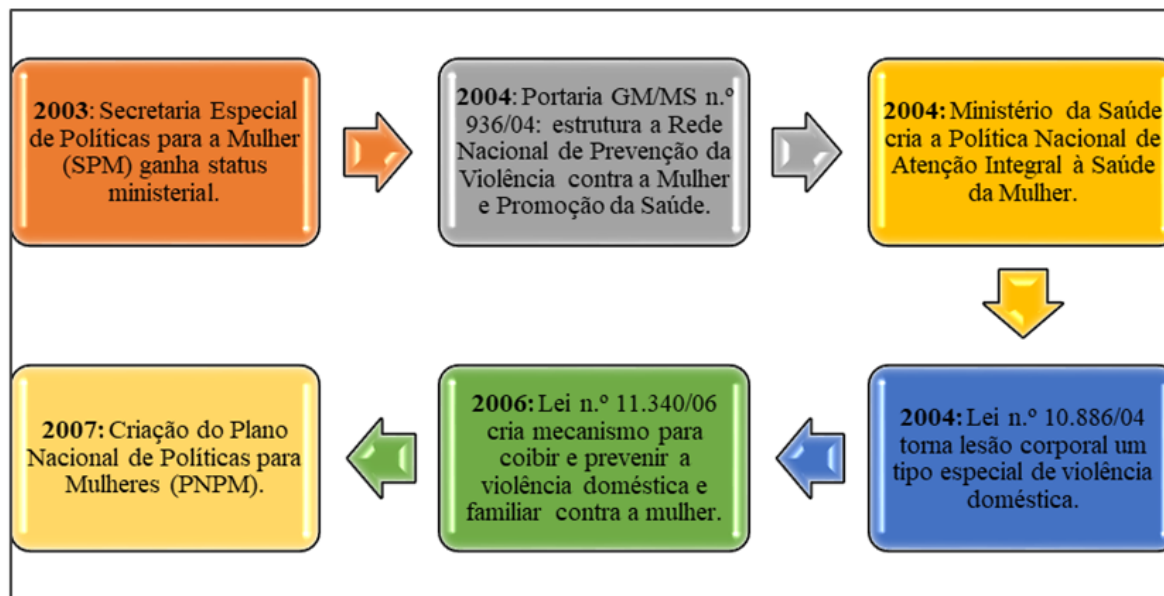 2003: Secretaria Especial
de Políticas para a Mulher
(SPM) ganha status
ministerial.
2004: Portaria GM/MS n.º
936/04: estrutura a Rede
Nacional de Prevenção da
Violência contra a Mulher
e Promoção da Saúde.
2004: Ministério da Saúde
cria a Política Nacional de
Atenção Integral à Saúde
da Mulher.
2004: Lei n.º 10.886/04
torna lesão corporal um
tipo especial de violência
doméstica.
2006: Lei n.º 11.340/06
cria mecanismo para
coibir e prevenir a
violência doméstica e
familiar contra a mulher.
2007: Criação do Plano
Nacional de Políticas para
Mulheres (PNPM).